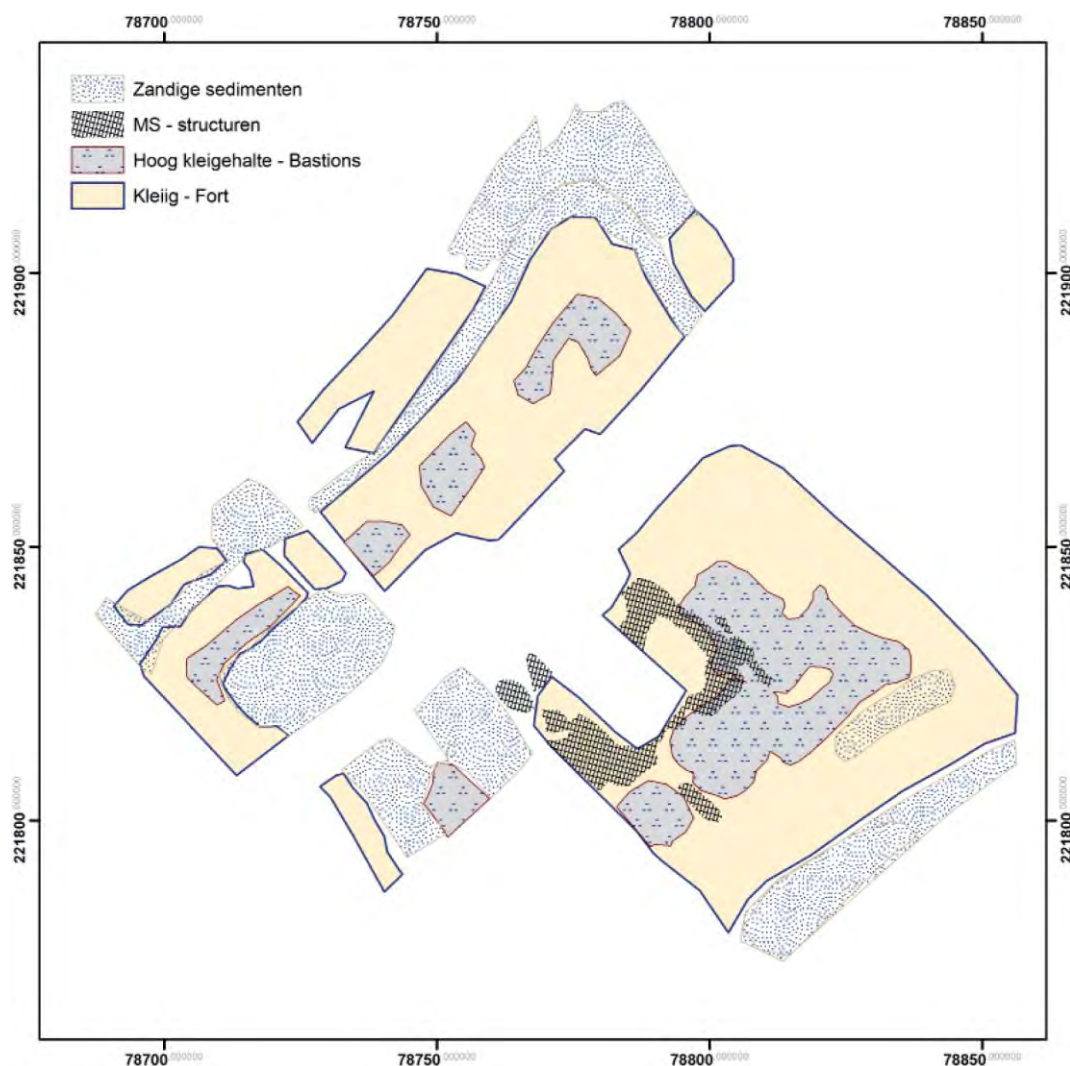 78700,000000 78750,000000 78800,000000 78850,000000
Zandige sedimenten
MS - structuren
Hoog kleigehalte - Bastions
Kleiig - Fort
221900,000000 221900,000000
221850,000000 221850,000000
221800,000000 221800,000000
78700,000000 78750,000000 78800,000000 78850,000000